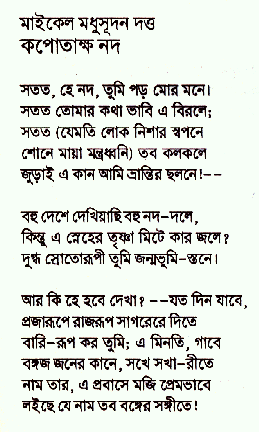 মাইকেল মধুসূদন দত্ত
কপোতাক্ষ নদ
সতত, হে নদ, তুমি পড় মোর মনে।
সতত তোমার কথা ভাবি এ বিরলে;
সতত (যেমতি লোক নিশার স্বপনে
শোনে মায়া মন্ত্রধ্বনি) তব কলকলে
জুড়াই এ কান আমি ভ্রান্তির ছলনে!--
বহু দেশে দেখিয়াছি বহু নদ-দলে,
কিন্তু এ স্নেহের তৃষ্ণা মিটে কার জলে?
দুগ্ধ স্রোতোরূপী তুমি জন্মভূমি-স্তনে।
আর কি হে হবে দেখা? --যত দিন যাবে,
প্রজারূপে রাজরূপ সাগরেরে দিতে
বারি-রূপ কর তুমি; এ মিনতি, গাবে
বঙ্গজ জনের কানে, সখে সখা-রীতে
নাম তার, এ প্রবাসে মজি প্রেমভাবে
লইছে যে নাম তব বঙ্গের সঙ্গীতে!